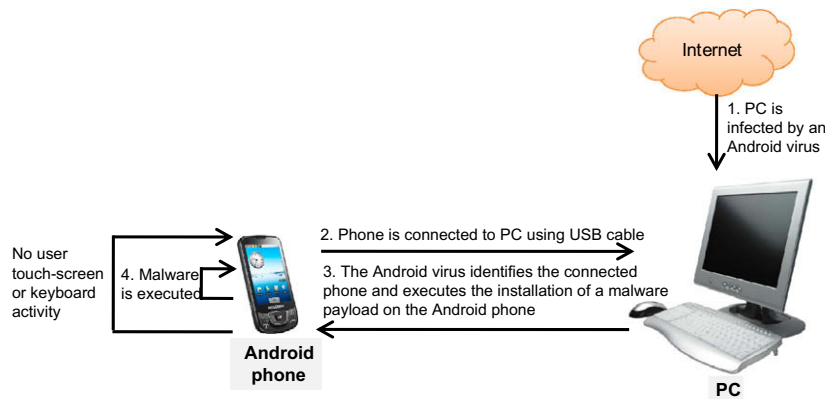 Internet
1. PC is
infected by an
Android virus
2. Phone is connected to PC using USB cable
No user
touch-screen
or keyboard
activity
4. Malware
is executed
3. The Android virus identifies the connected
phone and executes the installation of a malware
payload on the Android phone
Android
phone
PC